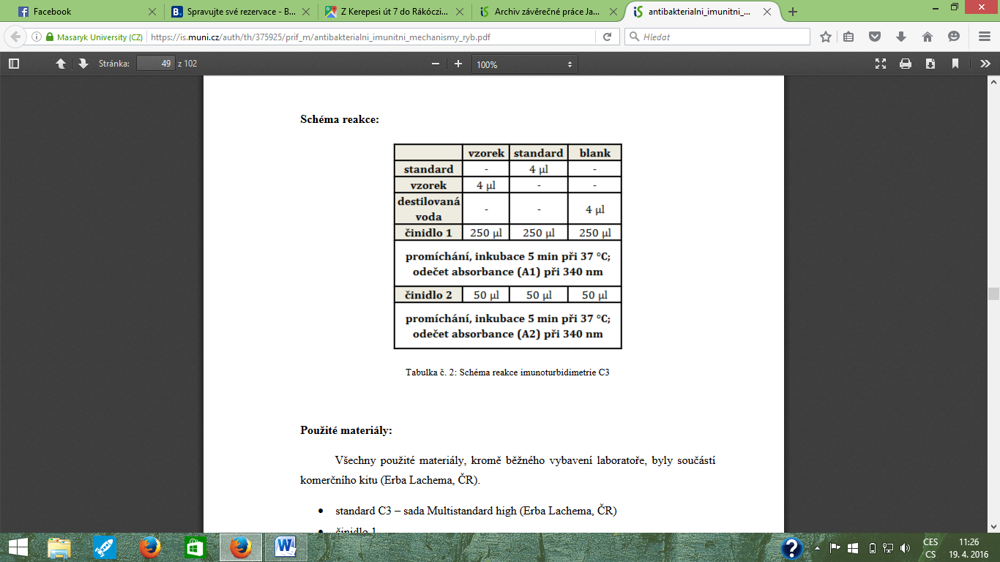 Facebook
Spravujte své rezervace - B...
Z Kerepesi út 7 do Rákóczi...
Archiv závěrečné práce Ja...
antibakterialni_imunitni_...
Masaryk University (CZ)
https://is.muni.cz/auth/th/375925/prif_m/antibakterialni_imunitni_mechanismy_ryb.pdf
Hledat
Stránka: 49 z 102
100%
Schéma reakce:
vzorek standard blank
standard - 4 µl -
vzorek 4 µl - -
destilovaná
voda - - 4 µl
činidlo 1 250 µl 250 µl 250 µl
promíchání, inkubace 5 min při 37 °C;
odečet absorbance (A1) při 340 nm
činidlo 2 50 µl 50 µl 50 µl
promíchání, inkubace 5 min při 37 °C;
odečet absorbance (A2) při 340 nm
Tabulka č. 2: Schéma reakce imunoturbidimetrie C3
Použité materiály:
Všechny použité materiály, kromě běžného vybavení laboratoře, byly součástí
komerčního kitu (Erba Lachema, ČR).
• standard C3 – sada Multistandard high (Erba Lachema, ČR)
• činidlo 1
CES 11:26
CS 19. 4. 2016